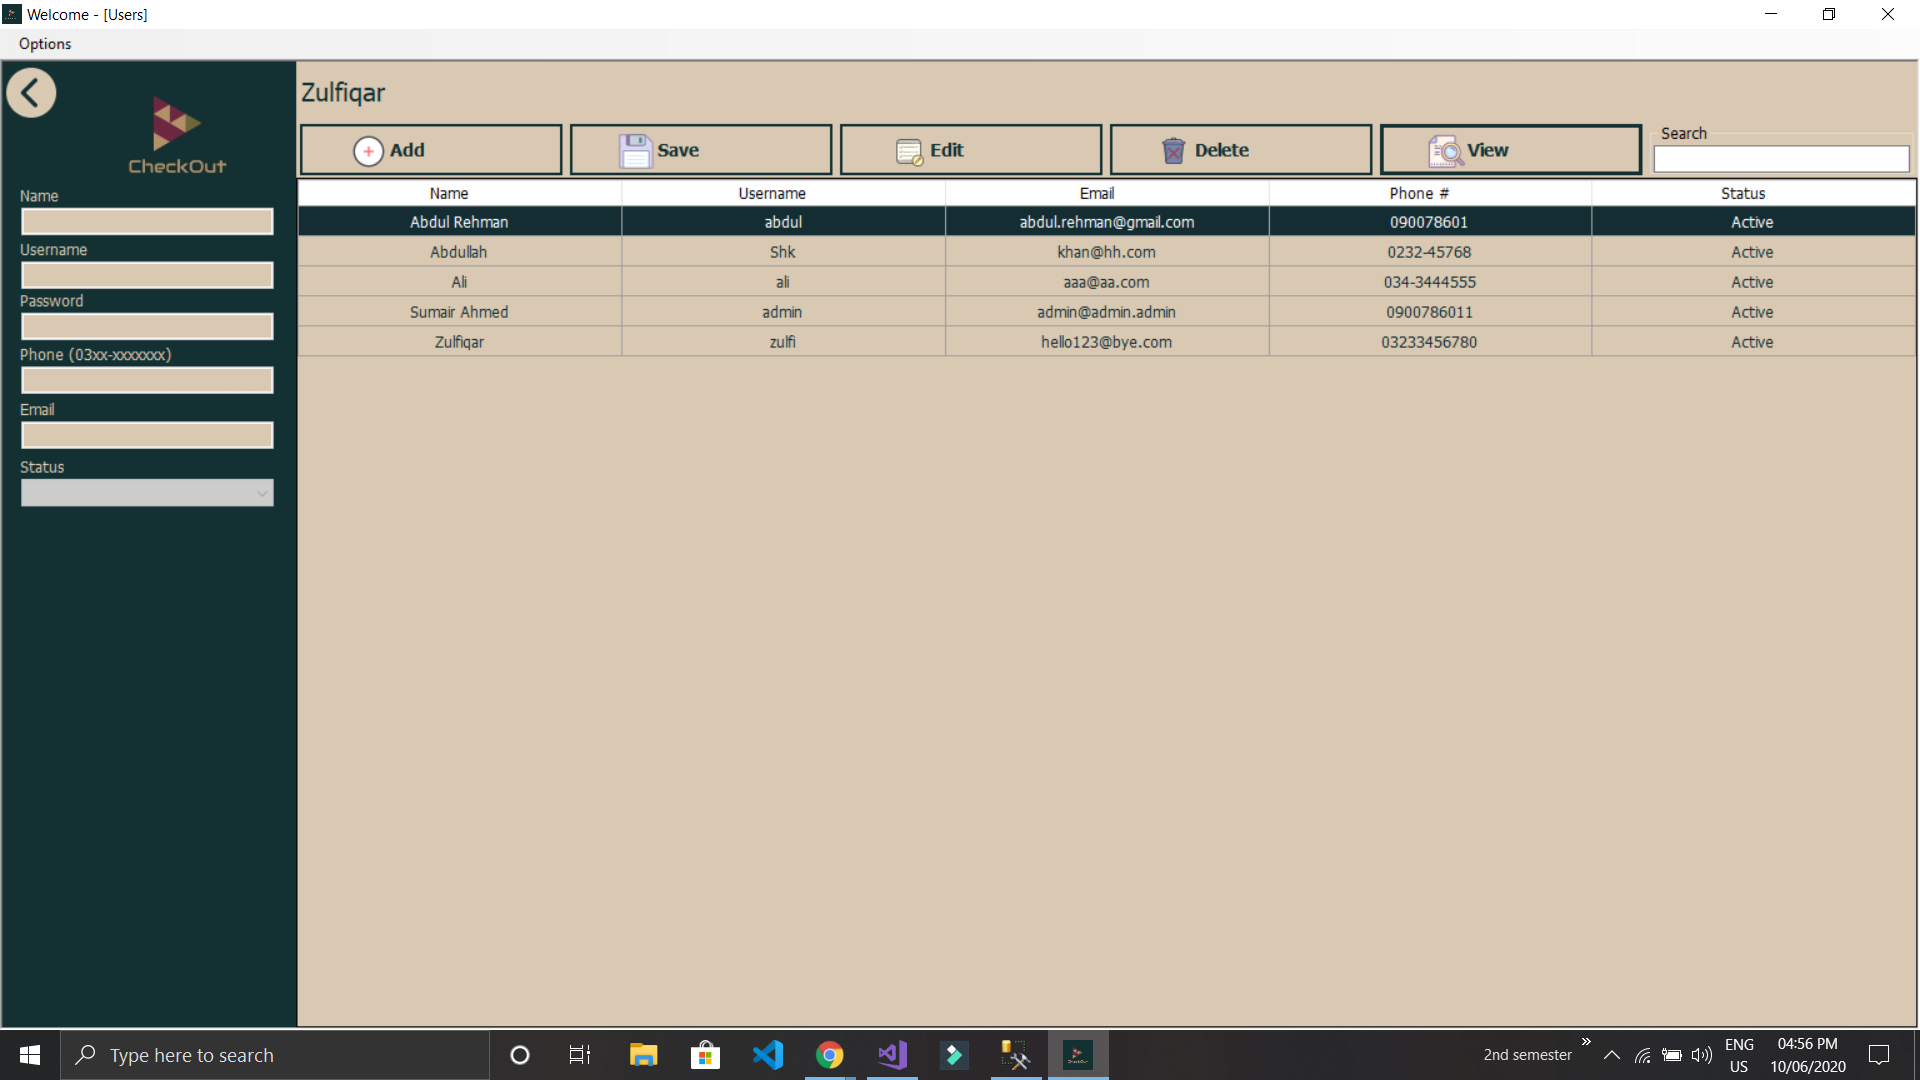 Welcome - [Users]
Options
CheckOut
Name
Username
Password
Phone (03xx-xxxxxxx)
Email
Status
Zulfiqar
Add Save Edit Delete View Search
Name Username Email Phone # Status
Abdul Rehman abdul abdul.rehman@gmail.com 090078601 Active
Abdullah Shk khan@hh.com 0232-45768 Active
Ali ali aaa@aa.com 034-3444555 Active
Sumair Ahmed admin admin@admin.admin 0900786011 Active
Zulfiqar zulfi hello123@bye.com 03233456780 Active
Type here to search
2nd semester
ENG
US
04:56 PM
10/06/2020